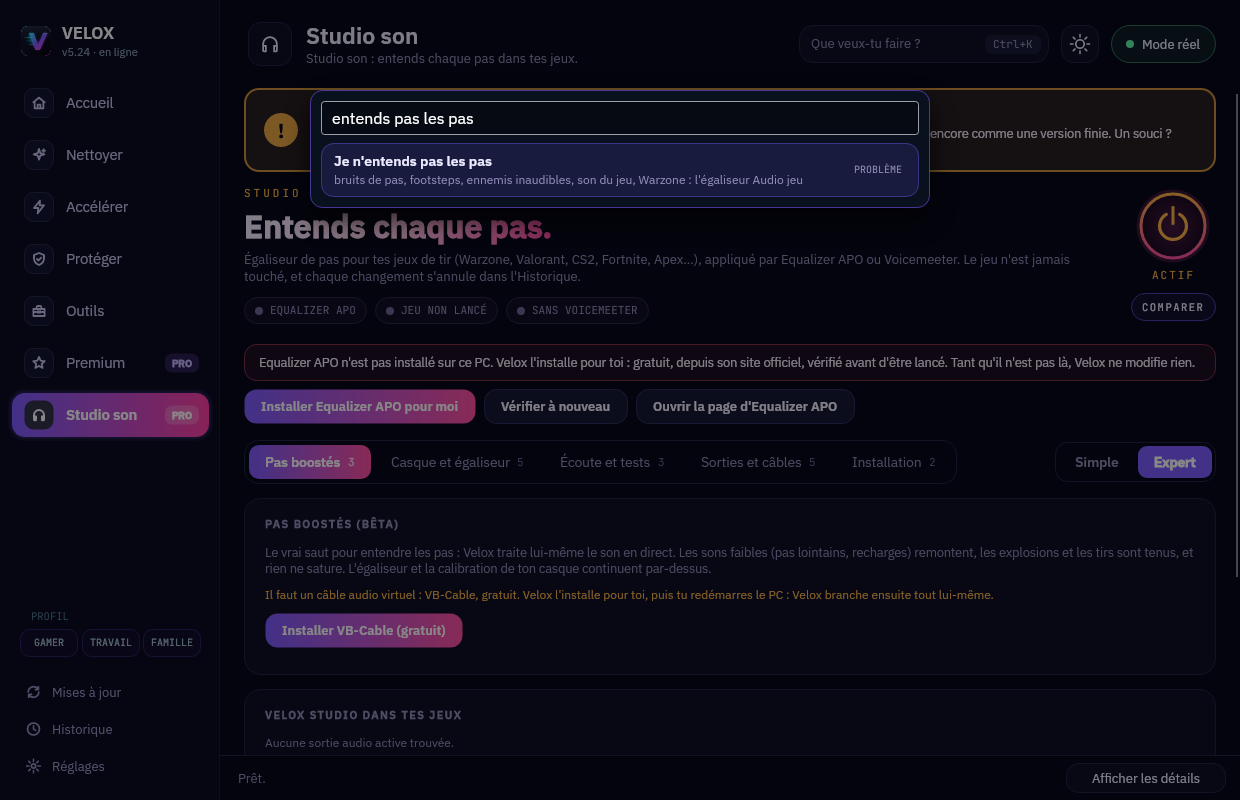 VELOX
v5.24 · en ligne
Accueil
Nettoyer
Accélérer
Protéger
Outils
Premium PRO
Studio son PRO
PROFIL
GAMER TRAVAIL FAMILLE
Mises à jour
Historique
Réglages
Studio son
Studio son : entends chaque pas dans tes jeux.
Que veux-tu faire ? Ctrl+K
Mode réel
! encore comme une version finie. Un souci ?
entends pas les pas
Je n'entends pas les pas
bruits de pas, footsteps, ennemis inaudibles, son du jeu, Warzone : l'égaliseur Audio jeu
PROBLÈME
STUDIO
Entends chaque pas.
Égaliseur de pas pour tes jeux de tir (Warzone, Valorant, CS2, Fortnite, Apex…), appliqué par Equalizer APO ou Voicemeeter. Le jeu n'est jamais
touché, et chaque changement s'annule dans l'Historique.
EQUALIZER APO JEU NON LANCÉ SANS VOICEMEETER
ACTIF
COMPARER
Equalizer APO n'est pas installé sur ce PC. Velox l'installe pour toi : gratuit, depuis son site officiel, vérifié avant d'être lancé. Tant qu'il n'est pas là, Velox ne modifie rien.
Installer Equalizer APO pour moi Vérifier à nouveau Ouvrir la page d'Equalizer APO
Pas boostés 3 Casque et égaliseur 5 Écoute et tests 3 Sorties et câbles 5 Installation 2 Simple Expert
PAS BOOSTÉS (BÊTA)
Le vrai saut pour entendre les pas : Velox traite lui-même le son en direct. Les sons faibles (pas lointains, recharges) remontent, les explosions et les tirs sont tenus, et
rien ne sature. L'égaliseur et la calibration de ton casque continuent par-dessus.
Il faut un câble audio virtuel : VB-Cable, gratuit. Velox l'installe pour toi, puis tu redémarres le PC : Velox branche ensuite tout lui-même.
Installer VB-Cable (gratuit)
VELOX STUDIO DANS TES JEUX
Aucune sortie audio active trouvée.
Prêt.
Afficher les détails